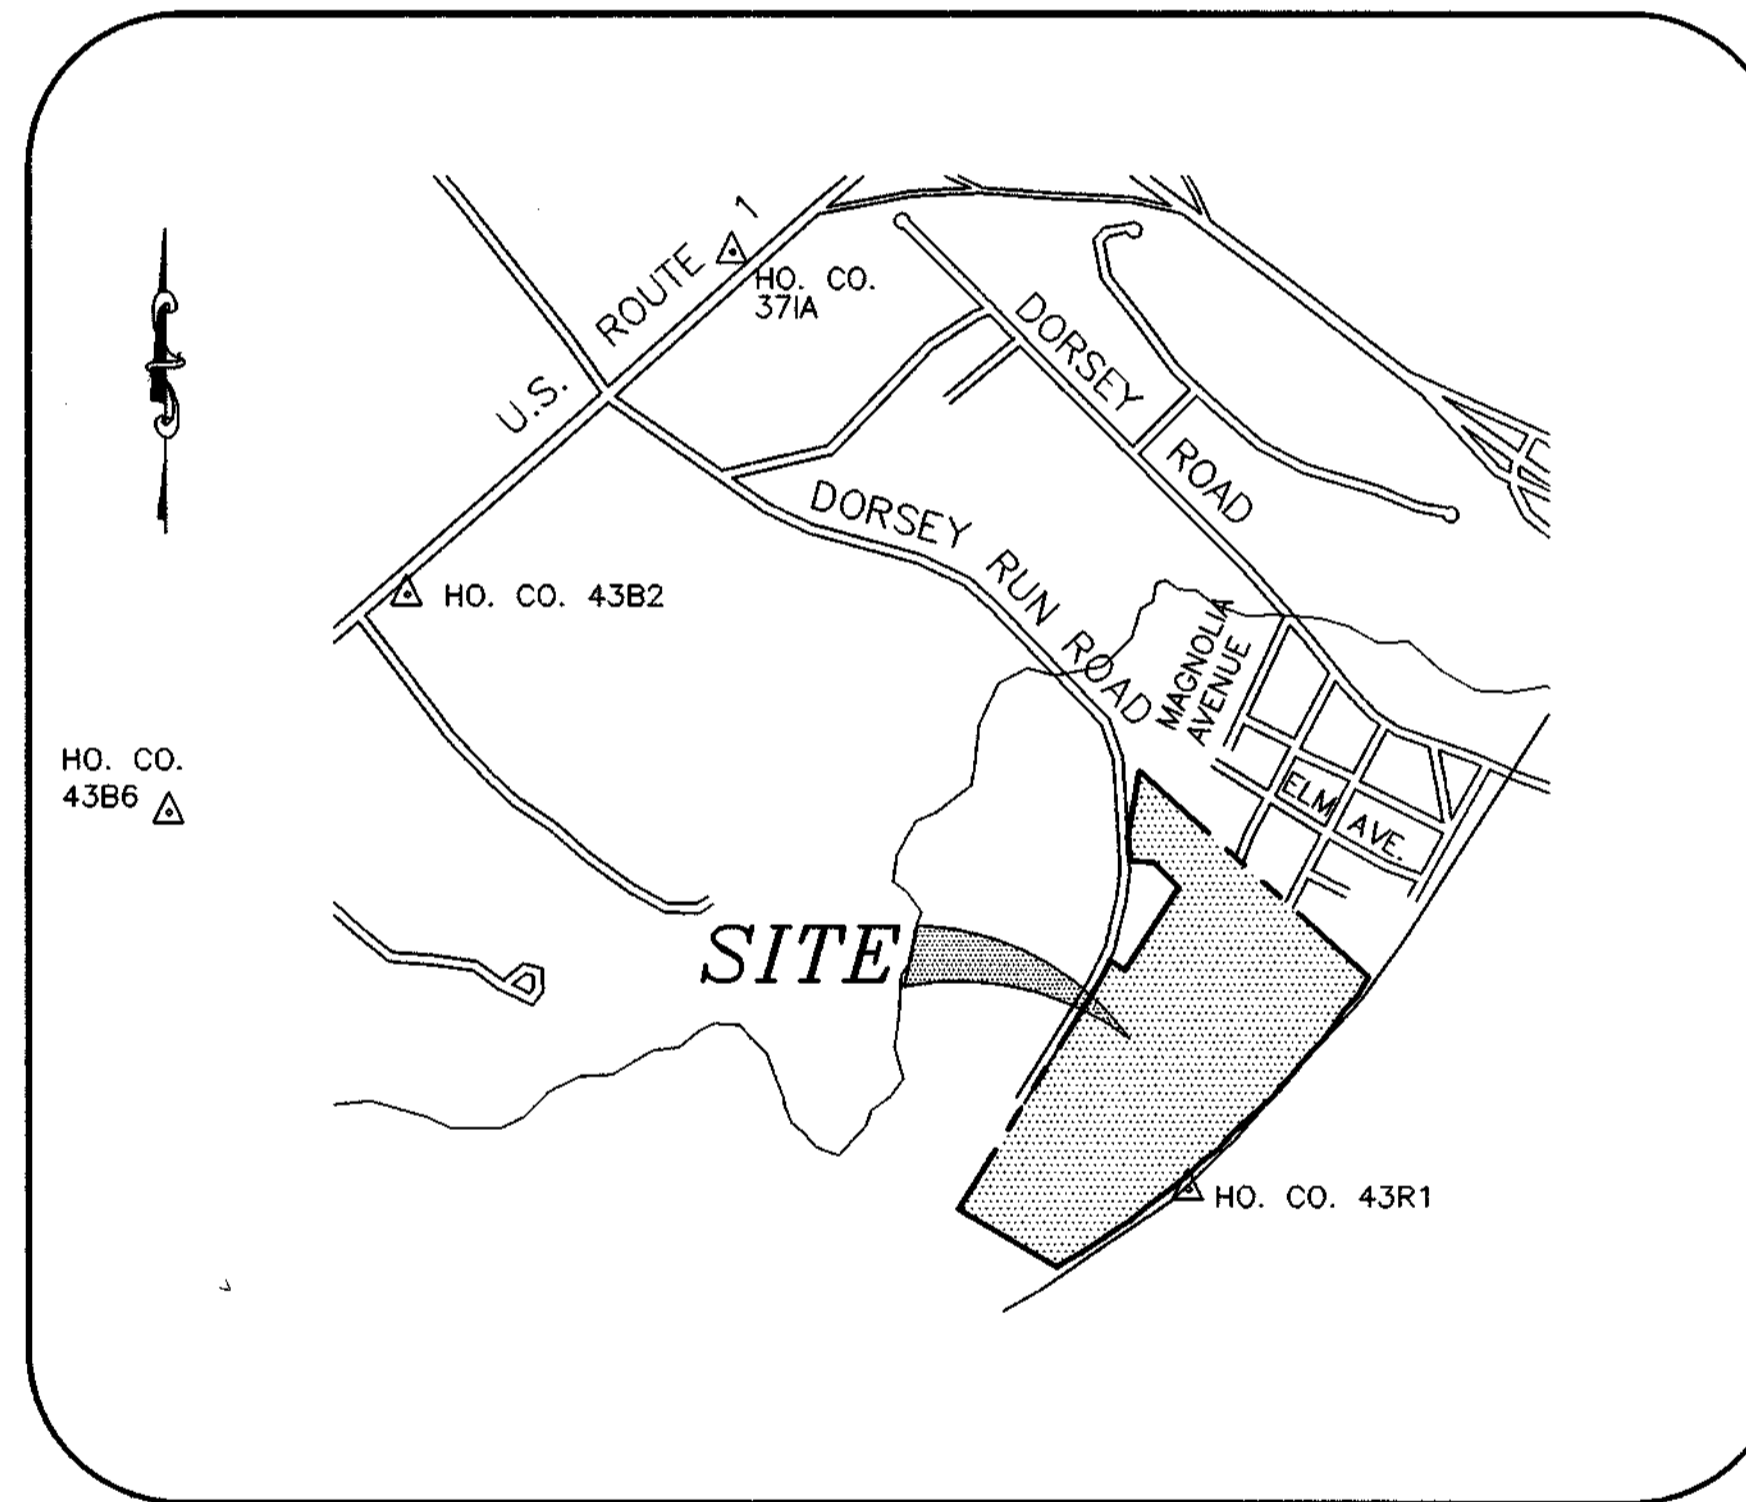 U.S. ROUTE 1
HO. CO.
37IA
DORSEY ROAD
DORSEY RUN ROAD
HO. CO. 43B2
MAGNOLIA
AVENUE
HO. CO.
43B6
ELM AVE.
SITE
HO. CO. 43R1